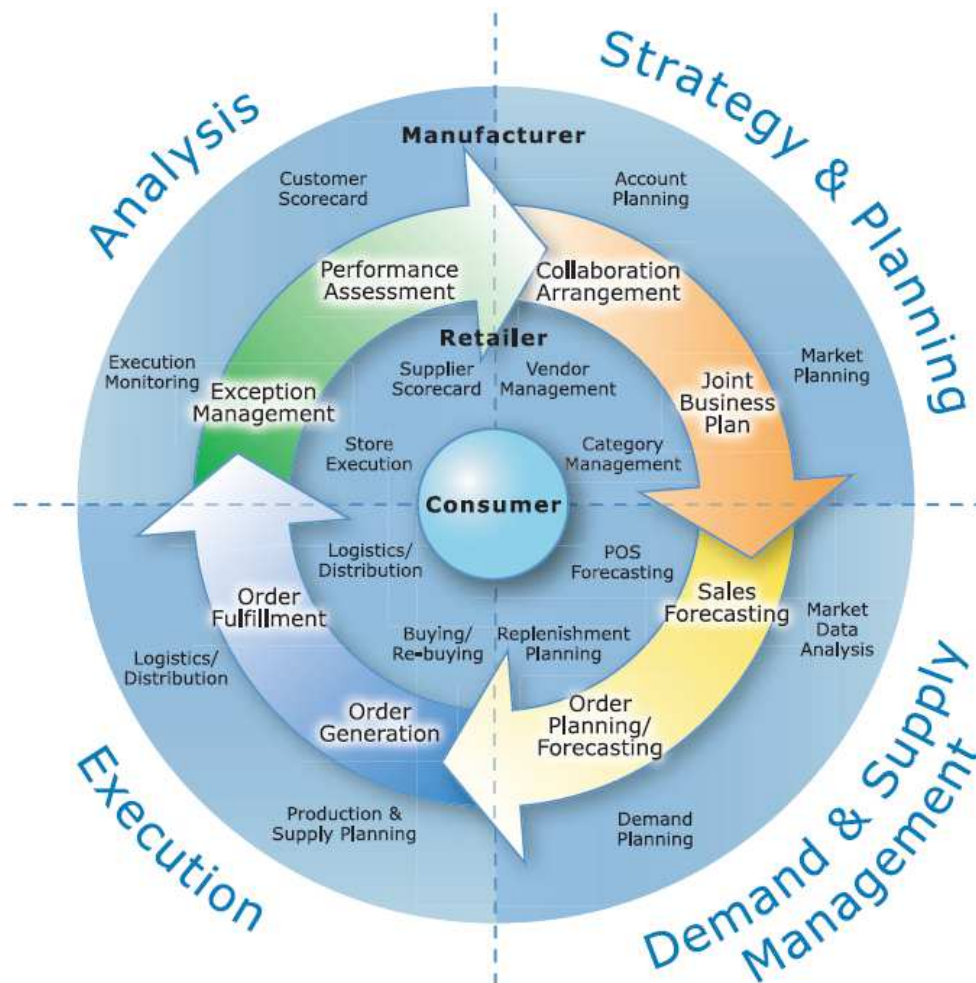 Analysis
Strategy & Planning
Manufacturer
Customer
Scorecard
Account
Planning
Performance
Assessment
Collaboration
Arrangement
Retailer
Supplier
Scorecard
Vendor
Management
Execution
Monitoring
Exception
Management
Joint
Business
Plan
Market
Planning
Store
Execution
Category
Management
Consumer
Logistics/
Distribution
POS
Forecasting
Order
Fulfillment
Sales
Forecasting
Market
Data
Analysis
Logistics/
Distribution
Buying/
Re-buying
Replenishment
Planning
Order
Generation
Order
Planning/
Forecasting
Production &
Supply Planning
Demand
Planning
Execution
Demand & Supply
Management